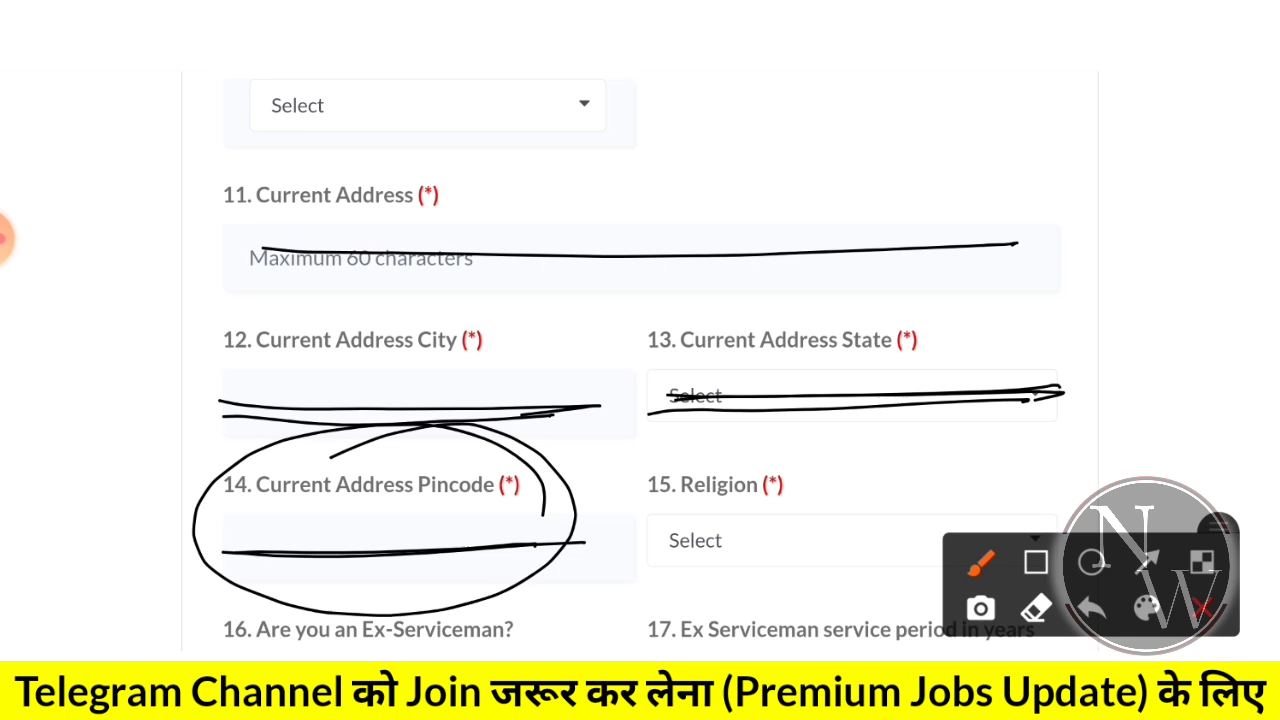 Select
11. Current Address (*)
Maximum 60 characters
12. Current Address City (*)
13. Current Address State (*)
Select
14. Current Address Pincode (*)
15. Religion (*)
Select
16. Are you an Ex-Serviceman?
17. Ex Serviceman service period in years
NW
Telegram Channel को Join जरूर कर लेना (Premium Jobs Update) के लिए